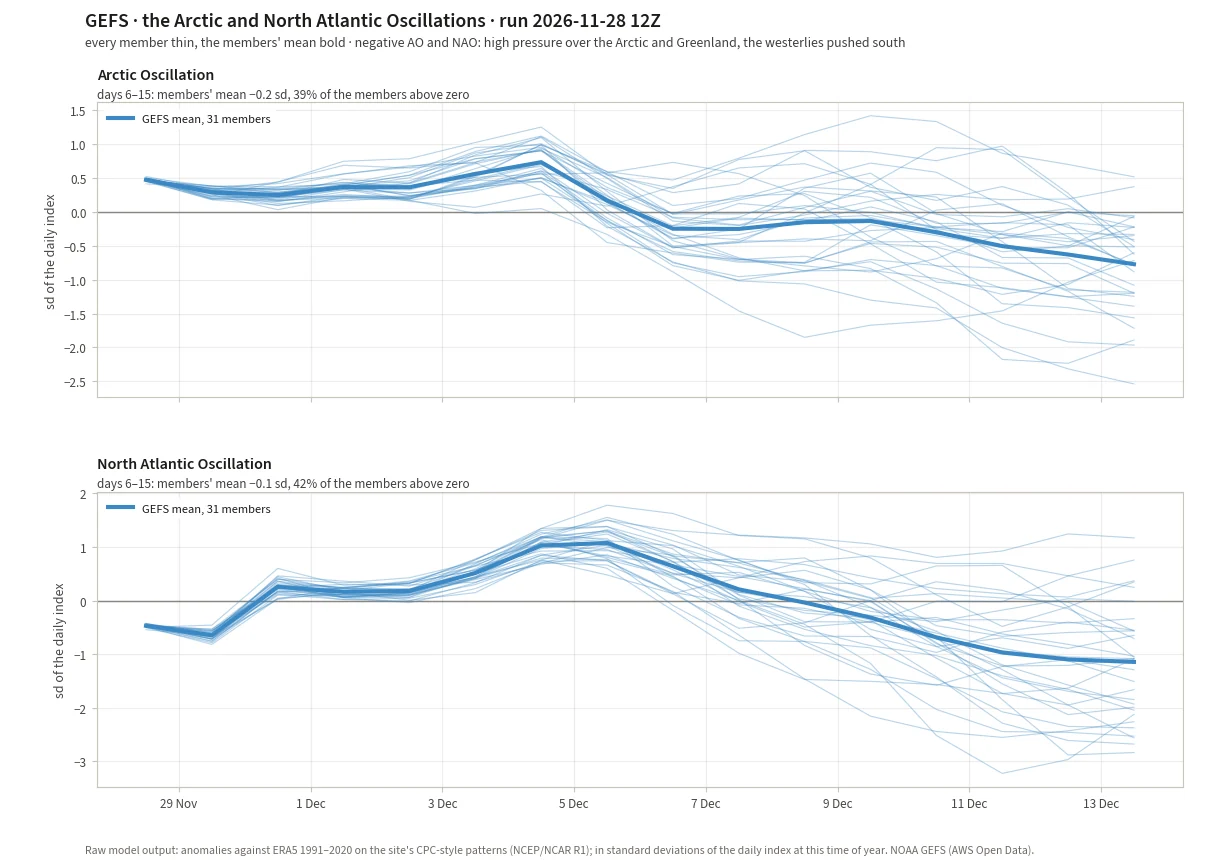 GEFS · the Arctic and North Atlantic Oscillations · run 2026-11-28 12Z
every member thin, the members' mean bold · negative AO and NAO: high pressure over the Arctic and Greenland, the westerlies pushed south
Arctic Oscillation
days 6–15: members' mean −0.2 sd, 39% of the members above zero
GEFS mean, 31 members
sd of the daily index
1.5
1.0
0.5
0.0
−0.5
−1.0
−1.5
−2.0
−2.5
North Atlantic Oscillation
days 6–15: members' mean −0.1 sd, 42% of the members above zero
GEFS mean, 31 members
sd of the daily index
2
1
0
−1
−2
−3
29 Nov 1 Dec 3 Dec 5 Dec 7 Dec 9 Dec 11 Dec 13 Dec
Raw model output: anomalies against ERA5 1991–2020 on the site's CPC-style patterns (NCEP/NCAR R1); in standard deviations of the daily index at this time of year. NOAA GEFS (AWS Open Data).